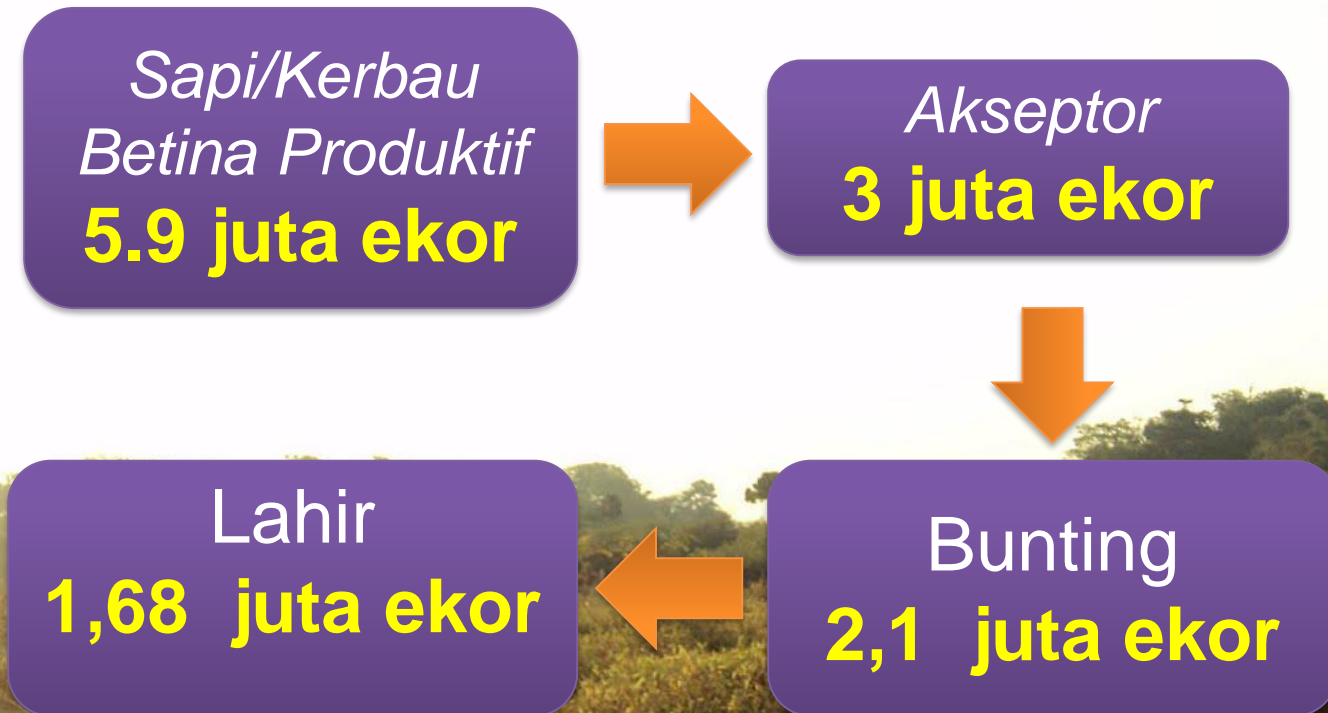 Sapi/Kerbau
Betina Produktif
5.9 juta ekor
Akseptor
3 juta ekor
Bunting
2,1 juta ekor
Lahir
1,68 juta ekor